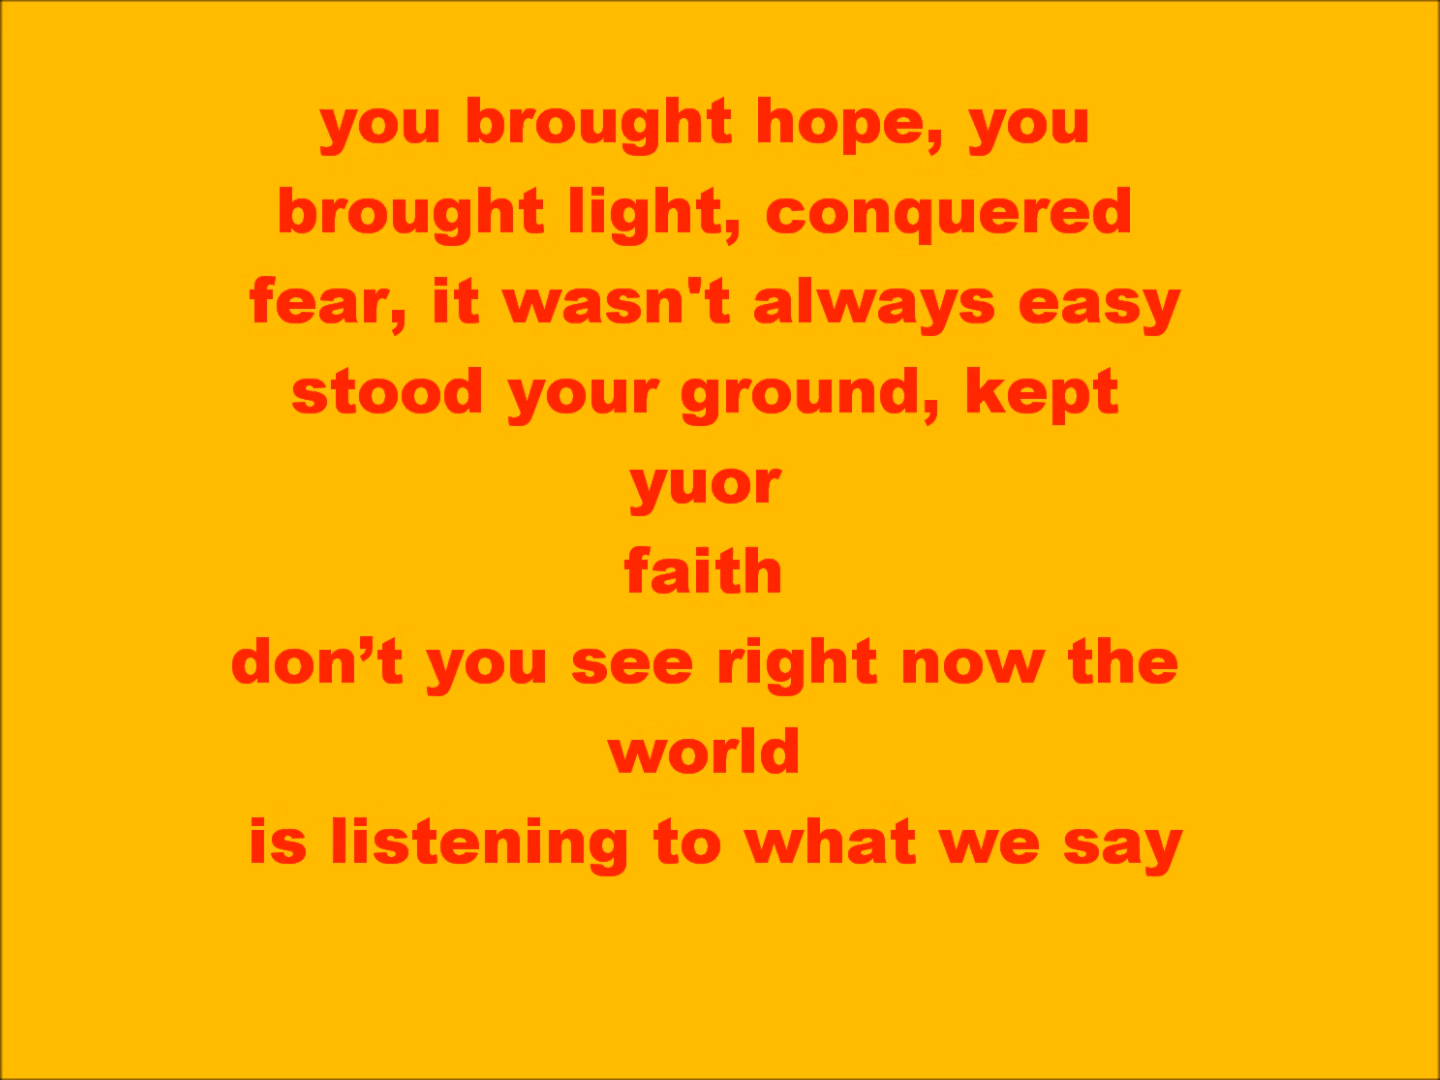 you brought hope, you
brought light, conquered
fear, it wasn't always easy
stood your ground, kept
yuor
faith
don’t you see right now the
world
is listening to what we say